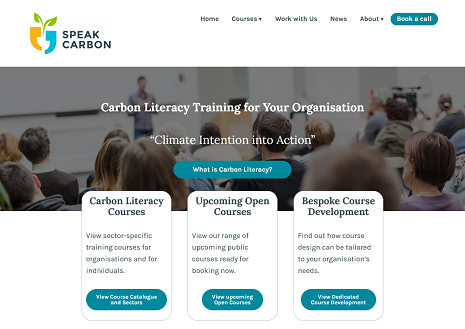 SPEAK
CARBON
Home Courses ▾ Work with Us News About ▾ Book a call
Carbon Literacy Training for Your Organisation
“Climate Intention into Action”
What is Carbon Literacy?
Carbon Literacy
Courses
View sector-specific
training courses for
organisations and for
individuals.
View Course Catalogue
and Sectors
Upcoming Open
Courses
View our range of
upcoming public
courses ready for
booking now.
View upcoming
Open Courses
Bespoke Course
Development
Find out how course
design can be tailored
to your organisation’s
needs.
View Dedicated
Course Development